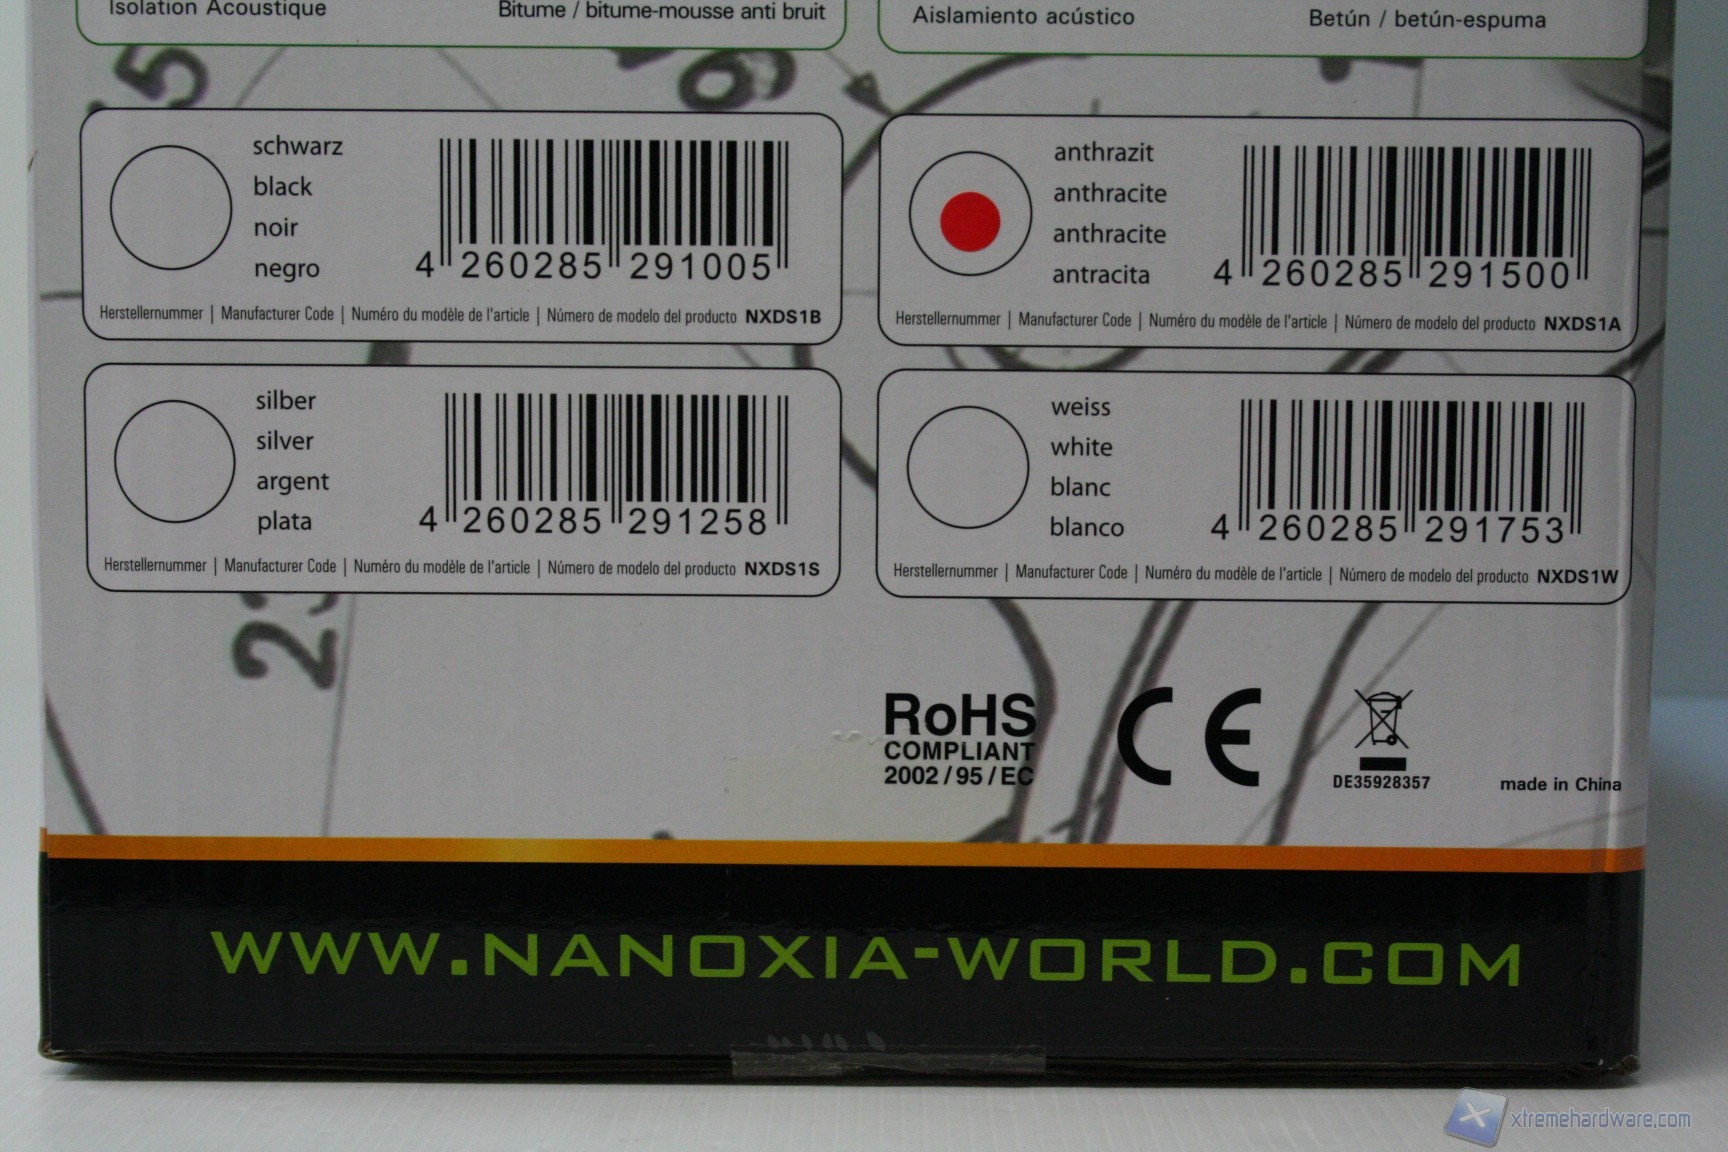 Isolation Acoustique Bitume / bitume-mousse anti bruit
Aislamiento acústico Betún / betún-espuma
schwarz
black
noir
negro
4 260285 291005
Herstellernummer | Manufacturer Code | Numéro du modèle de l'article | Número de modelo del producto NXDS1B
anthrazit
anthracite
anthracite
antracita
4 260285 291500
Herstellernummer | Manufacturer Code | Numéro du modèle de l'article | Número de modelo del producto NXDS1A
silber
silver
argent
plata
4 260285 291258
Herstellernummer | Manufacturer Code | Numéro du modèle de l'article | Número de modelo del producto NXDS1S
weiss
white
blanc
blanco
4 260285 291753
Herstellernummer | Manufacturer Code | Numéro du modèle de l'article | Número de modelo del producto NXDS1W
RoHS
COMPLIANT
2002 / 95 / EC
CE
DE35928357
made in China
WWW.NANOXIA-WORLD.COM
xtremehardware.com